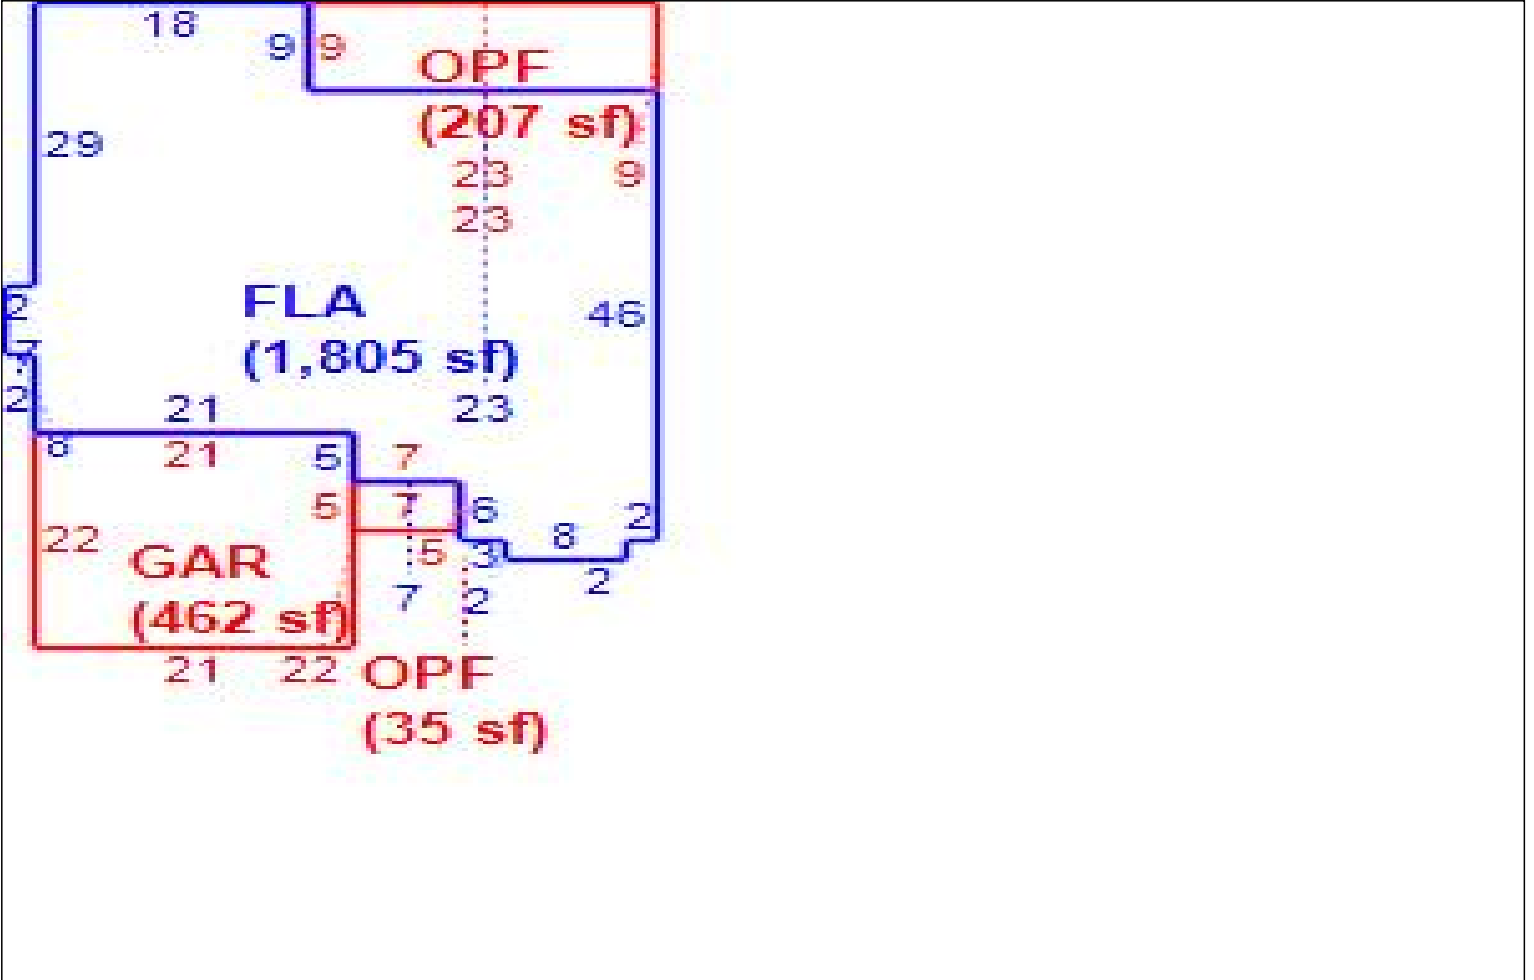 18
9 9
OPF
(207 sf)
29
23 9
23
FLA
46
2
(1,805 sf)
7
2
21 23
8 21 5 7
5 7 6 2
22 8
GAR 5 3
(462 sf) 7 2 2
21 22 OPF
(35 sf)